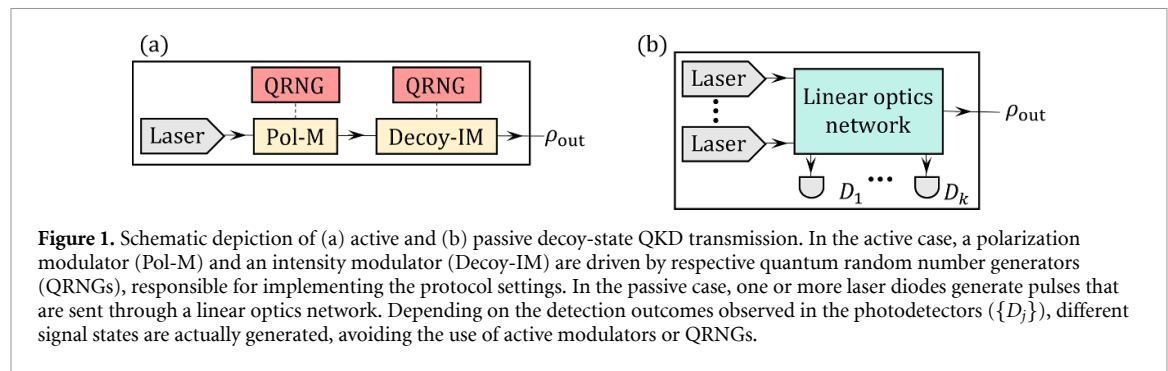 (a)
QRNG QRNG
Laser Pol-M Decoy-IM ρout
(b)
Laser
Laser
Linear optics
network
ρout
D1 Dk
Figure 1. Schematic depiction of (a) active and (b) passive decoy-state QKD transmission. In the active case, a polarization
modulator (Pol-M) and an intensity modulator (Decoy-IM) are driven by respective quantum random number generators
(QRNGs), responsible for implementing the protocol settings. In the passive case, one or more laser diodes generate pulses that
are sent through a linear optics network. Depending on the detection outcomes observed in the photodetectors ({Dj}), different
signal states are actually generated, avoiding the use of active modulators or QRNGs.